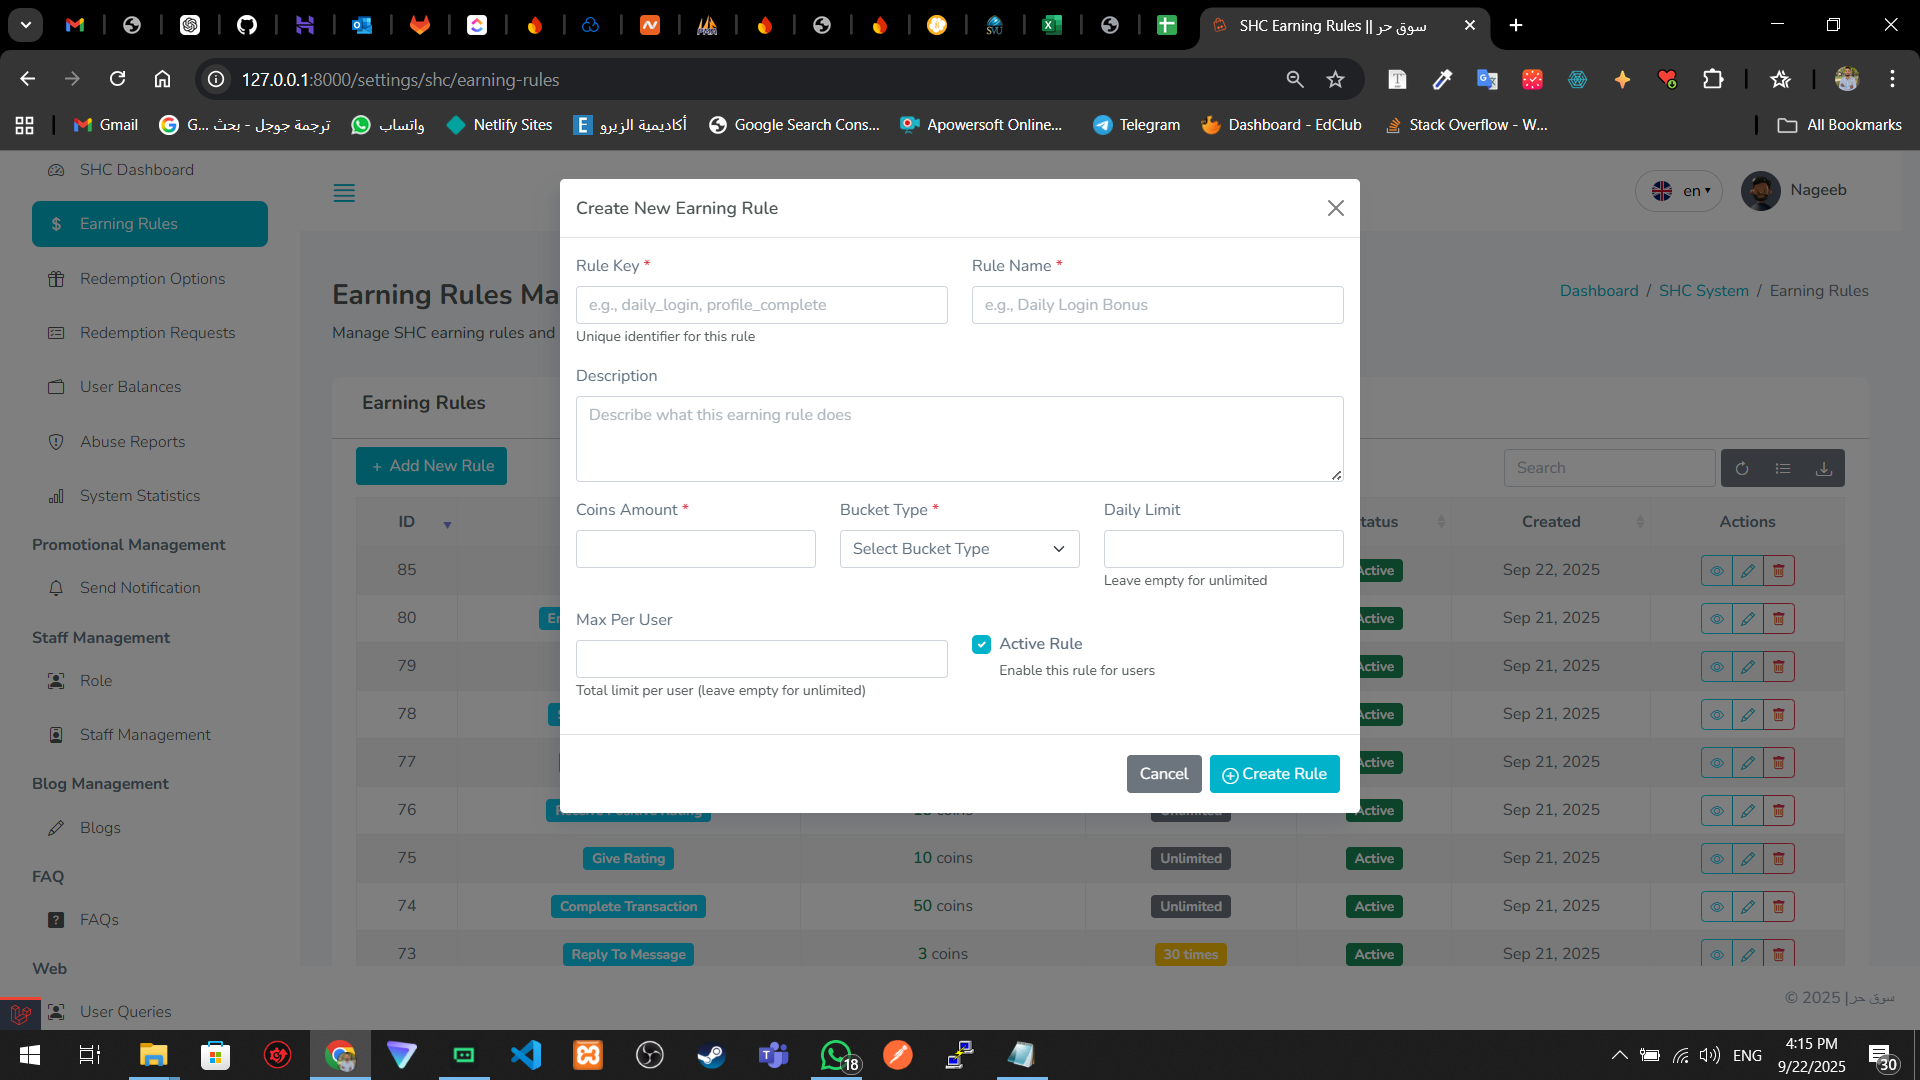 SHC Earning Rules || سوق حر
127.0.0.1:8000/settings/shc/earning-rules
Gmail
ترجمة جوجل - بحث G...
واتساب
Netlify Sites
أكاديمية الزيرو
Google Search Cons...
Apowersoft Online...
Telegram
Dashboard - EdClub
Stack Overflow - W...
All Bookmarks
SHC Dashboard
Earning Rules
Redemption Options
Redemption Requests
User Balances
Abuse Reports
System Statistics
Promotional Management
Send Notification
Staff Management
Role
Staff Management
Blog Management
Blogs
FAQ
FAQs
Web
User Queries
en
Nageeb
Earning Rules Ma
Manage SHC earning rules and
Dashboard / SHC System / Earning Rules
Earning Rules
+ Add New Rule
Search
ID
tatus
Created
Actions
85
Active
Sep 22, 2025
80
Active
Sep 21, 2025
79
Active
Sep 21, 2025
78
Active
Sep 21, 2025
77
Active
Sep 21, 2025
76
Receive Positive Rating
coins
Unlimited
Active
Sep 21, 2025
75
Give Rating
10 coins
Unlimited
Active
Sep 21, 2025
74
Complete Transaction
50 coins
Unlimited
Active
Sep 21, 2025
73
Reply To Message
3 coins
30 times
Active
Sep 21, 2025
Create New Earning Rule
Rule Key *
e.g., daily_login, profile_complete
Unique identifier for this rule
Rule Name *
e.g., Daily Login Bonus
Description
Describe what this earning rule does
Coins Amount *
Bucket Type *
Select Bucket Type
Daily Limit
Leave empty for unlimited
Max Per User
Total limit per user (leave empty for unlimited)
Active Rule
Enable this rule for users
Cancel
Create Rule
سوق حر| 2025 ©
18
ENG
4:15 PM
9/22/2025
30